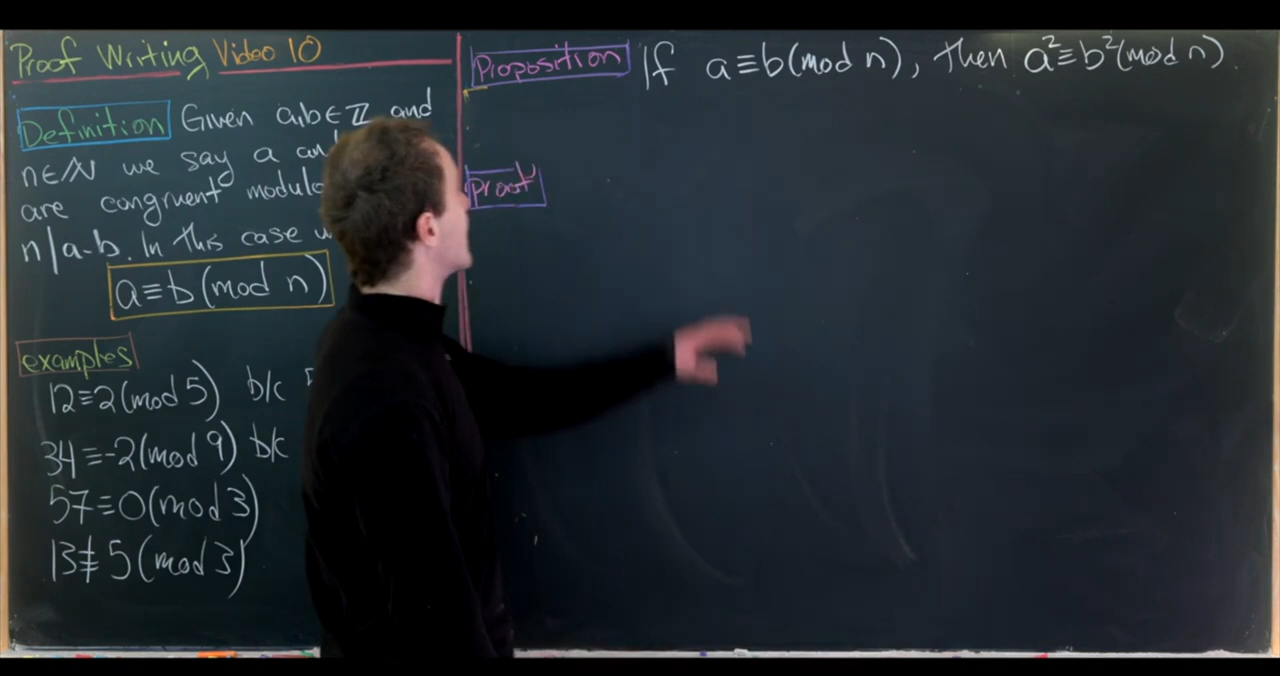 Proof Writing Video 10
Definition Given a,b∈ℤ and
n∈ℕ we say a
are congruent modulo
n|a-b. In this case
a≡b(mod n)
examples
12≡2(mod 5) b/c
34≡-2(mod 9) b/c
57≡0(mod 3)
13≢5(mod 3)
Proposition If a≡b(mod n), then a²≡b²(mod n).
Proof